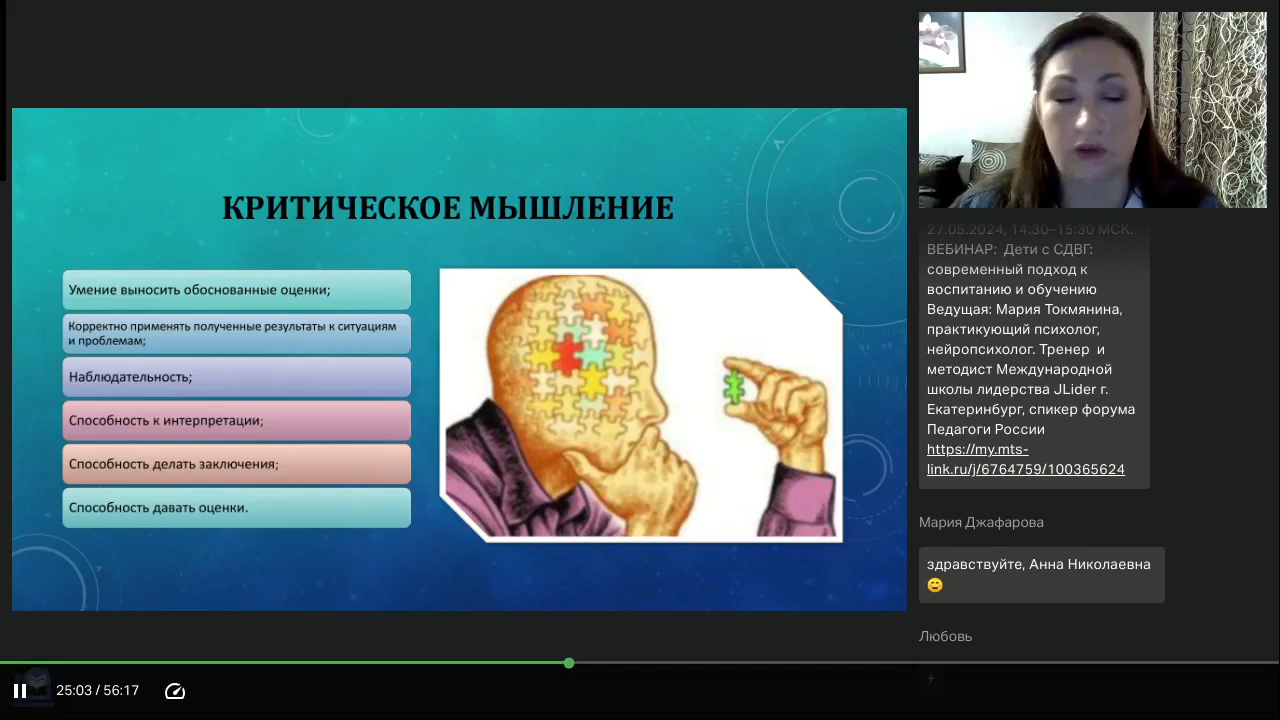 КРИТИЧЕСКОЕ МЫШЛЕНИЕ
Умение выносить обоснованные оценки;
Корректно применять полученные результаты к ситуациям
и проблемам;
Наблюдательность;
Способность к интерпретации;
Способность делать заключения;
Способность давать оценки.
27.05.2024, 14:30–15:30 МСК.
ВЕБИНАР:  Дети с СДВГ:
современный подход к
воспитанию и обучению
Ведущая: Мария Токмянина,
практикующий психолог,
нейропсихолог. Тренер  и
методист Международной
школы лидерства JLider г.
Екатеринбург, спикер форума
Педагоги России
https://my.mts-
link.ru/j/6764759/100365624
Мария Джафарова
здравствуйте, Анна Николаевна
😊
Любовь
+
25:03 / 56:17